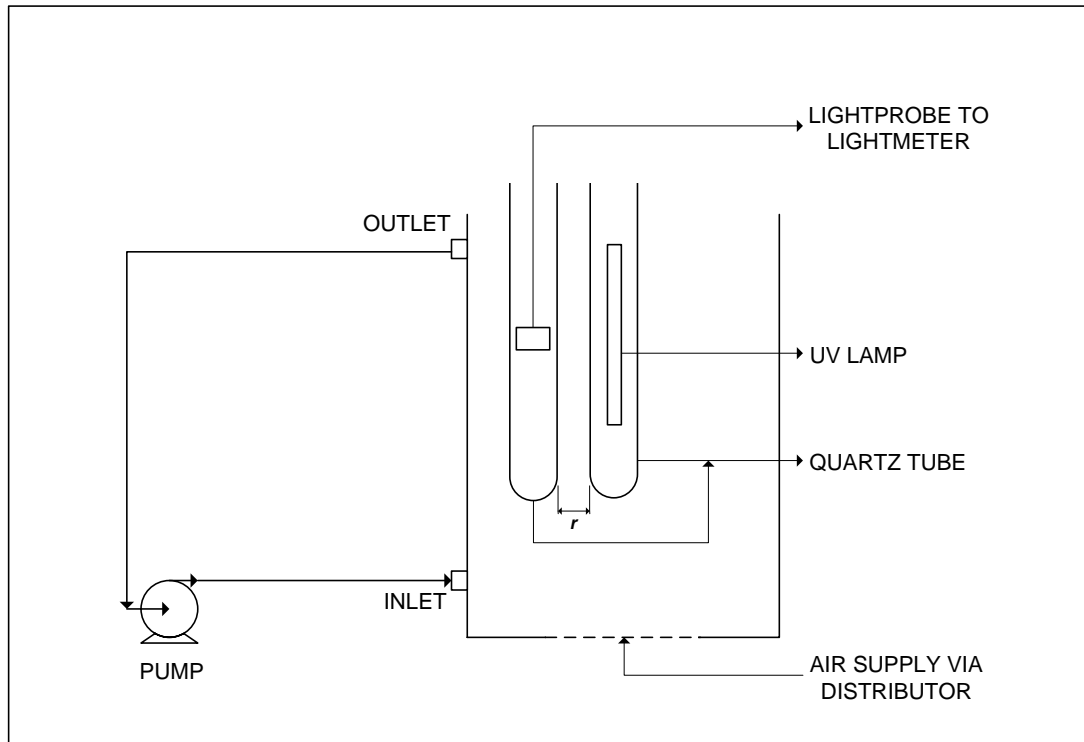 LIGHTPROBE TO
LIGHTMETER
OUTLET
UV LAMP
QUARTZ TUBE
r
INLET
PUMP
AIR SUPPLY VIA
DISTRIBUTOR